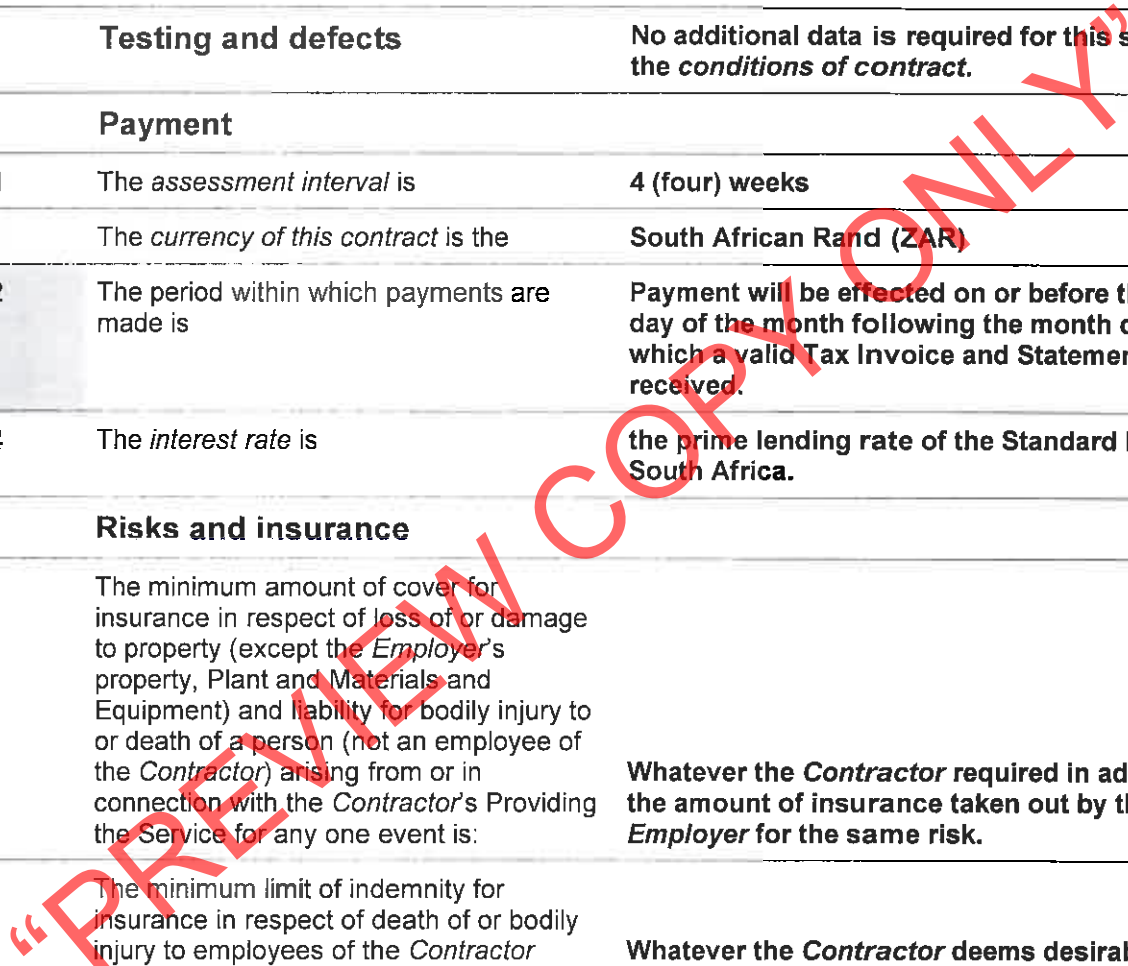 Testing and defects
No additional data is required for this
the conditions of contract.
Payment
The assessment interval is
4 (four) weeks
The currency of this contract is the
South African Rand (ZAR)
The period within which payments are
made is
Payment will be effected on or before
day of the month following the month
which a valid Tax Invoice and
received.
The interest rate is
the prime lending rate of the Standard
South Africa.
Risks and insurance
The minimum amount of cover for
insurance in respect of loss of or damage
to property (except the Employer's
property, Plant and Materials and
Equipment) and liability for bodily injury to
or death of a person (not an employee of
the Contractor) arising from or in
connection with the Contractor's Providing
the Service for any one event is:
Whatever the Contractor required in
the amount of insurance taken out by
Employer for the same risk.
The minimum limit of indemnity for
insurance in respect of death of or bodily
injury to employees of the Contractor
Whatever the Contractor deems
"PREVIEW COPY ONLY"